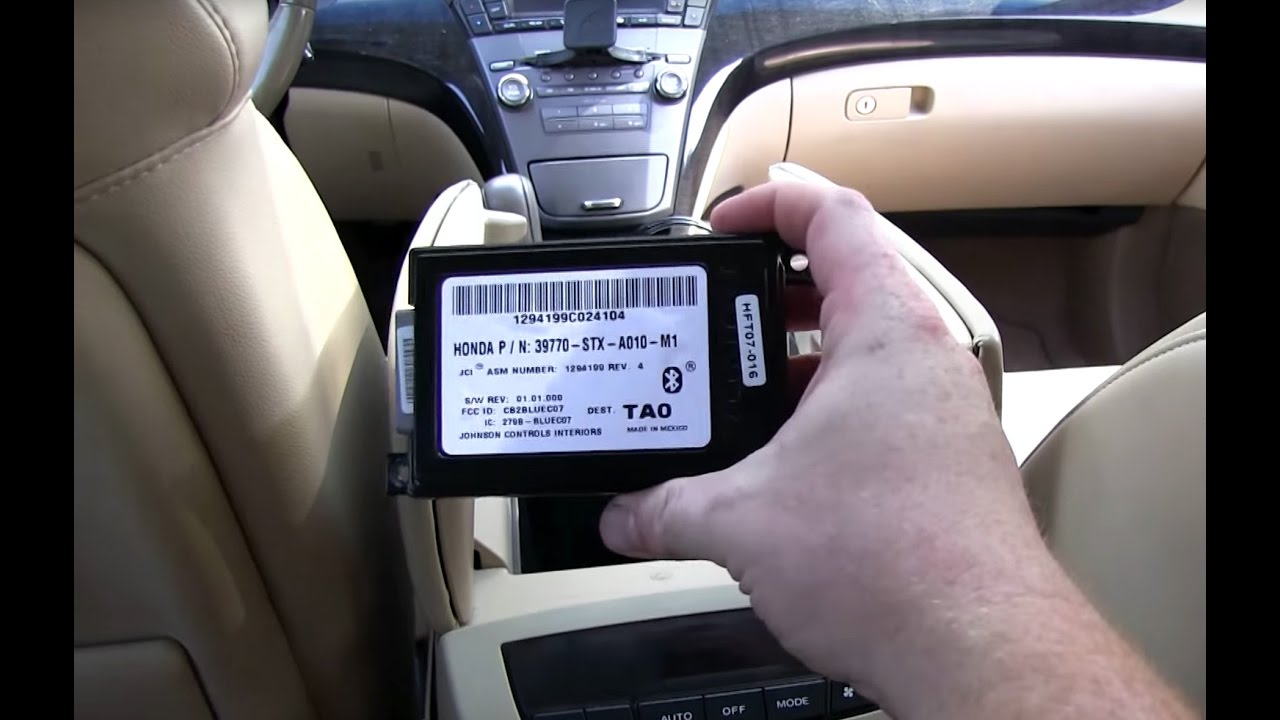 1294199C024104
HONDA P / N: 39770-STX-A010-M1
JCI ASM NUMBER: 1294199 REV. 4
®
S/W REV: 01.01.000
FCC ID: CB2BLUEC07
IC: 279B-BLUEC07
DEST. TAO
JOHNSON CONTROLS INTERIORS
MADE IN MEXICO
HFT07-016
AUTO
OFF
MODE